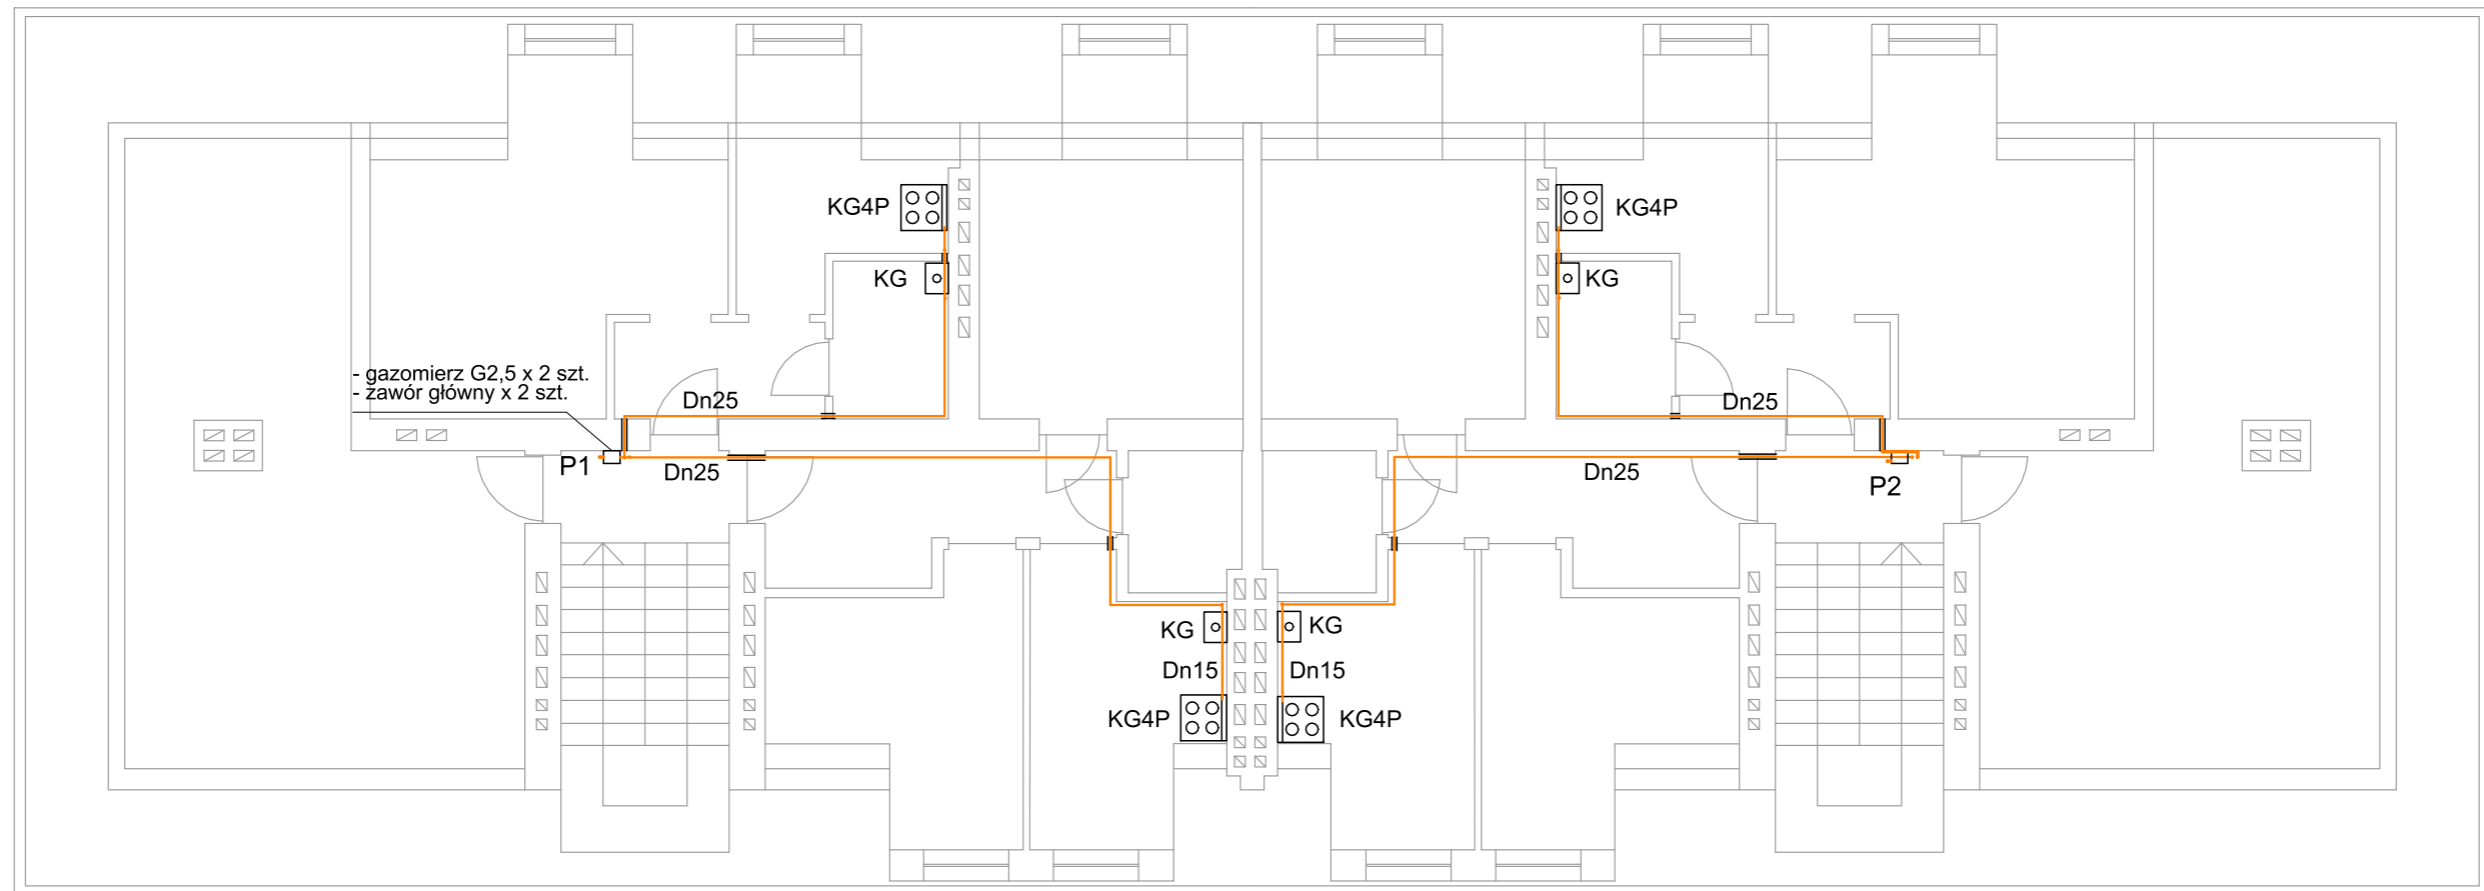 KG4P
KG4P
KG
KG
- gazomierz G2,5 x 2 szt.
- zawór główny x 2 szt.
Dn25
Dn25
P1
Dn25
Dn25
P2
KG
KG
Dn15
Dn15
KG4P
KG4P